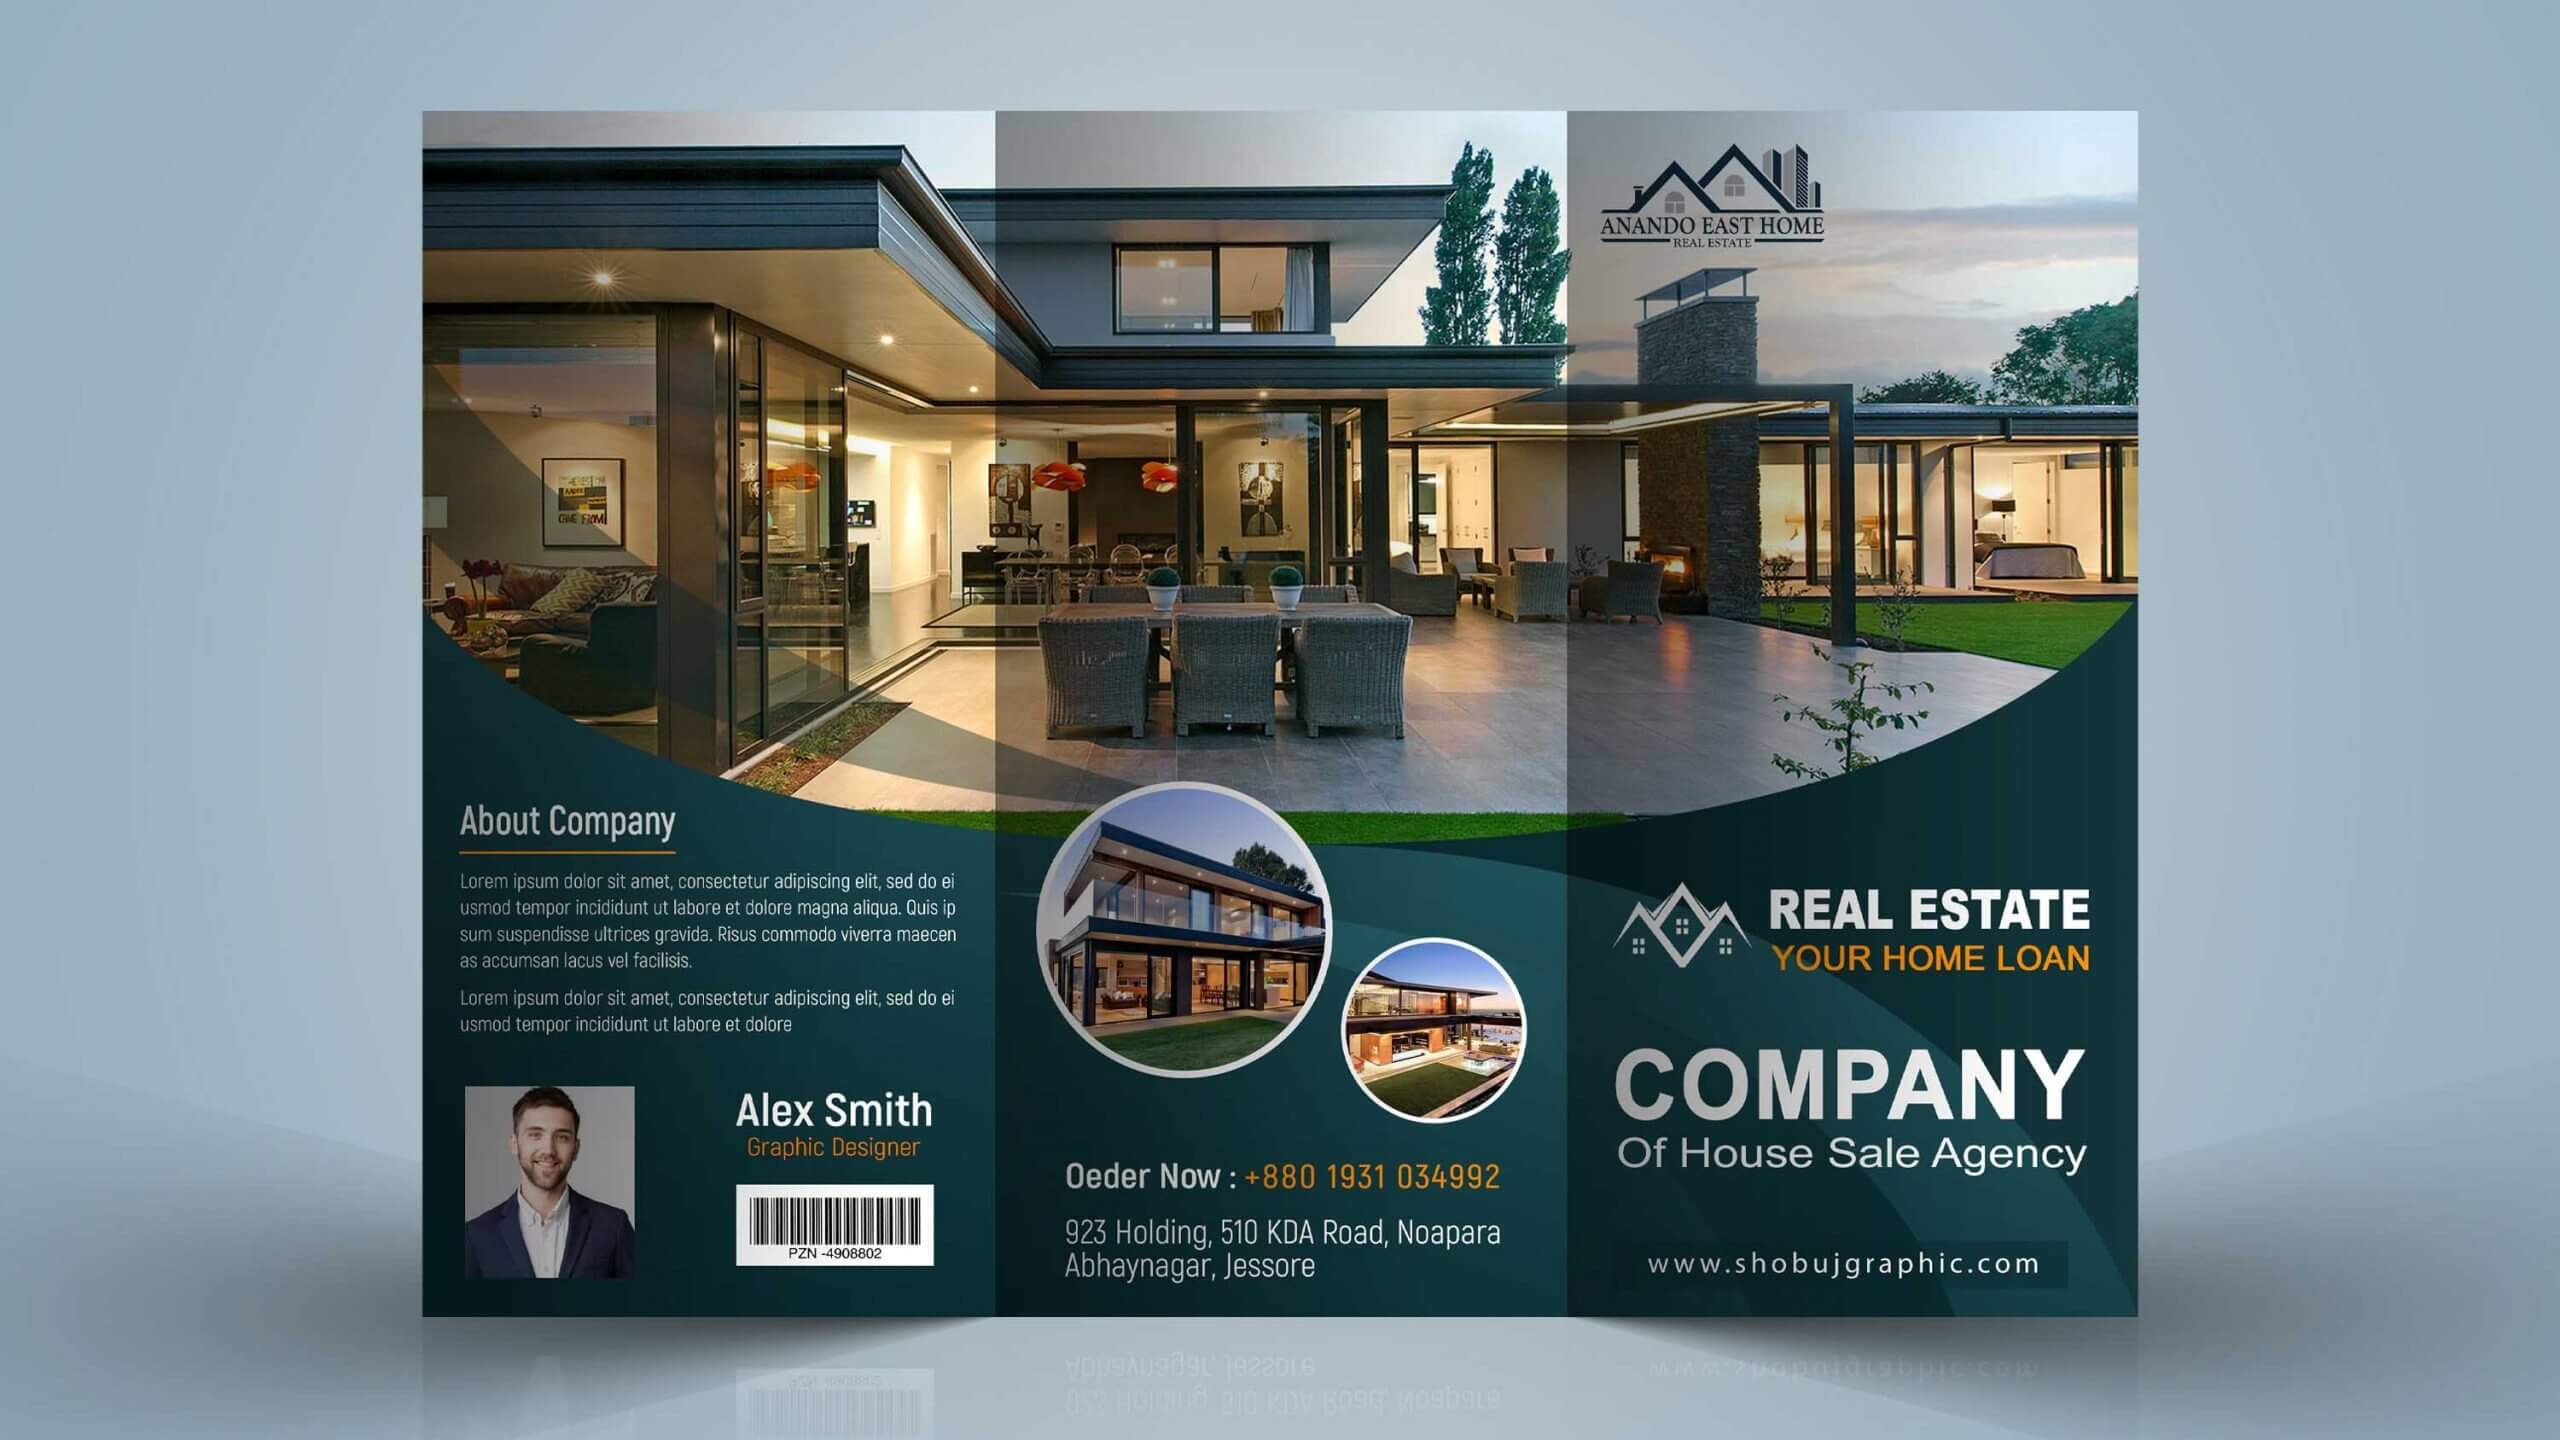 ANANDO EAST HOME
REAL ESTATE
About Company
Lorem ipsum dolor sit amet, consectetur adipiscing elit, sed do ei
usmod tempor incididunt ut labore et dolore magna aliqua. Quis ip
sum suspendisse ultrices gravida. Risus commodo viverra maecen
as accumsan lacus vel facilisis.
Lorem ipsum dolor sit amet, consectetur adipiscing elit, sed do ei
usmod tempor incididunt ut labore et dolore
Alex Smith
Graphic Designer
PZN -4908802
Oeder Now : +880 1931 034992
923 Holding, 510 KDA Road, Noapara
Abhaynagar, Jessore
REAL ESTATE
YOUR HOME LOAN
COMPANY
Of House Sale Agency
www.shobujgraphic.com